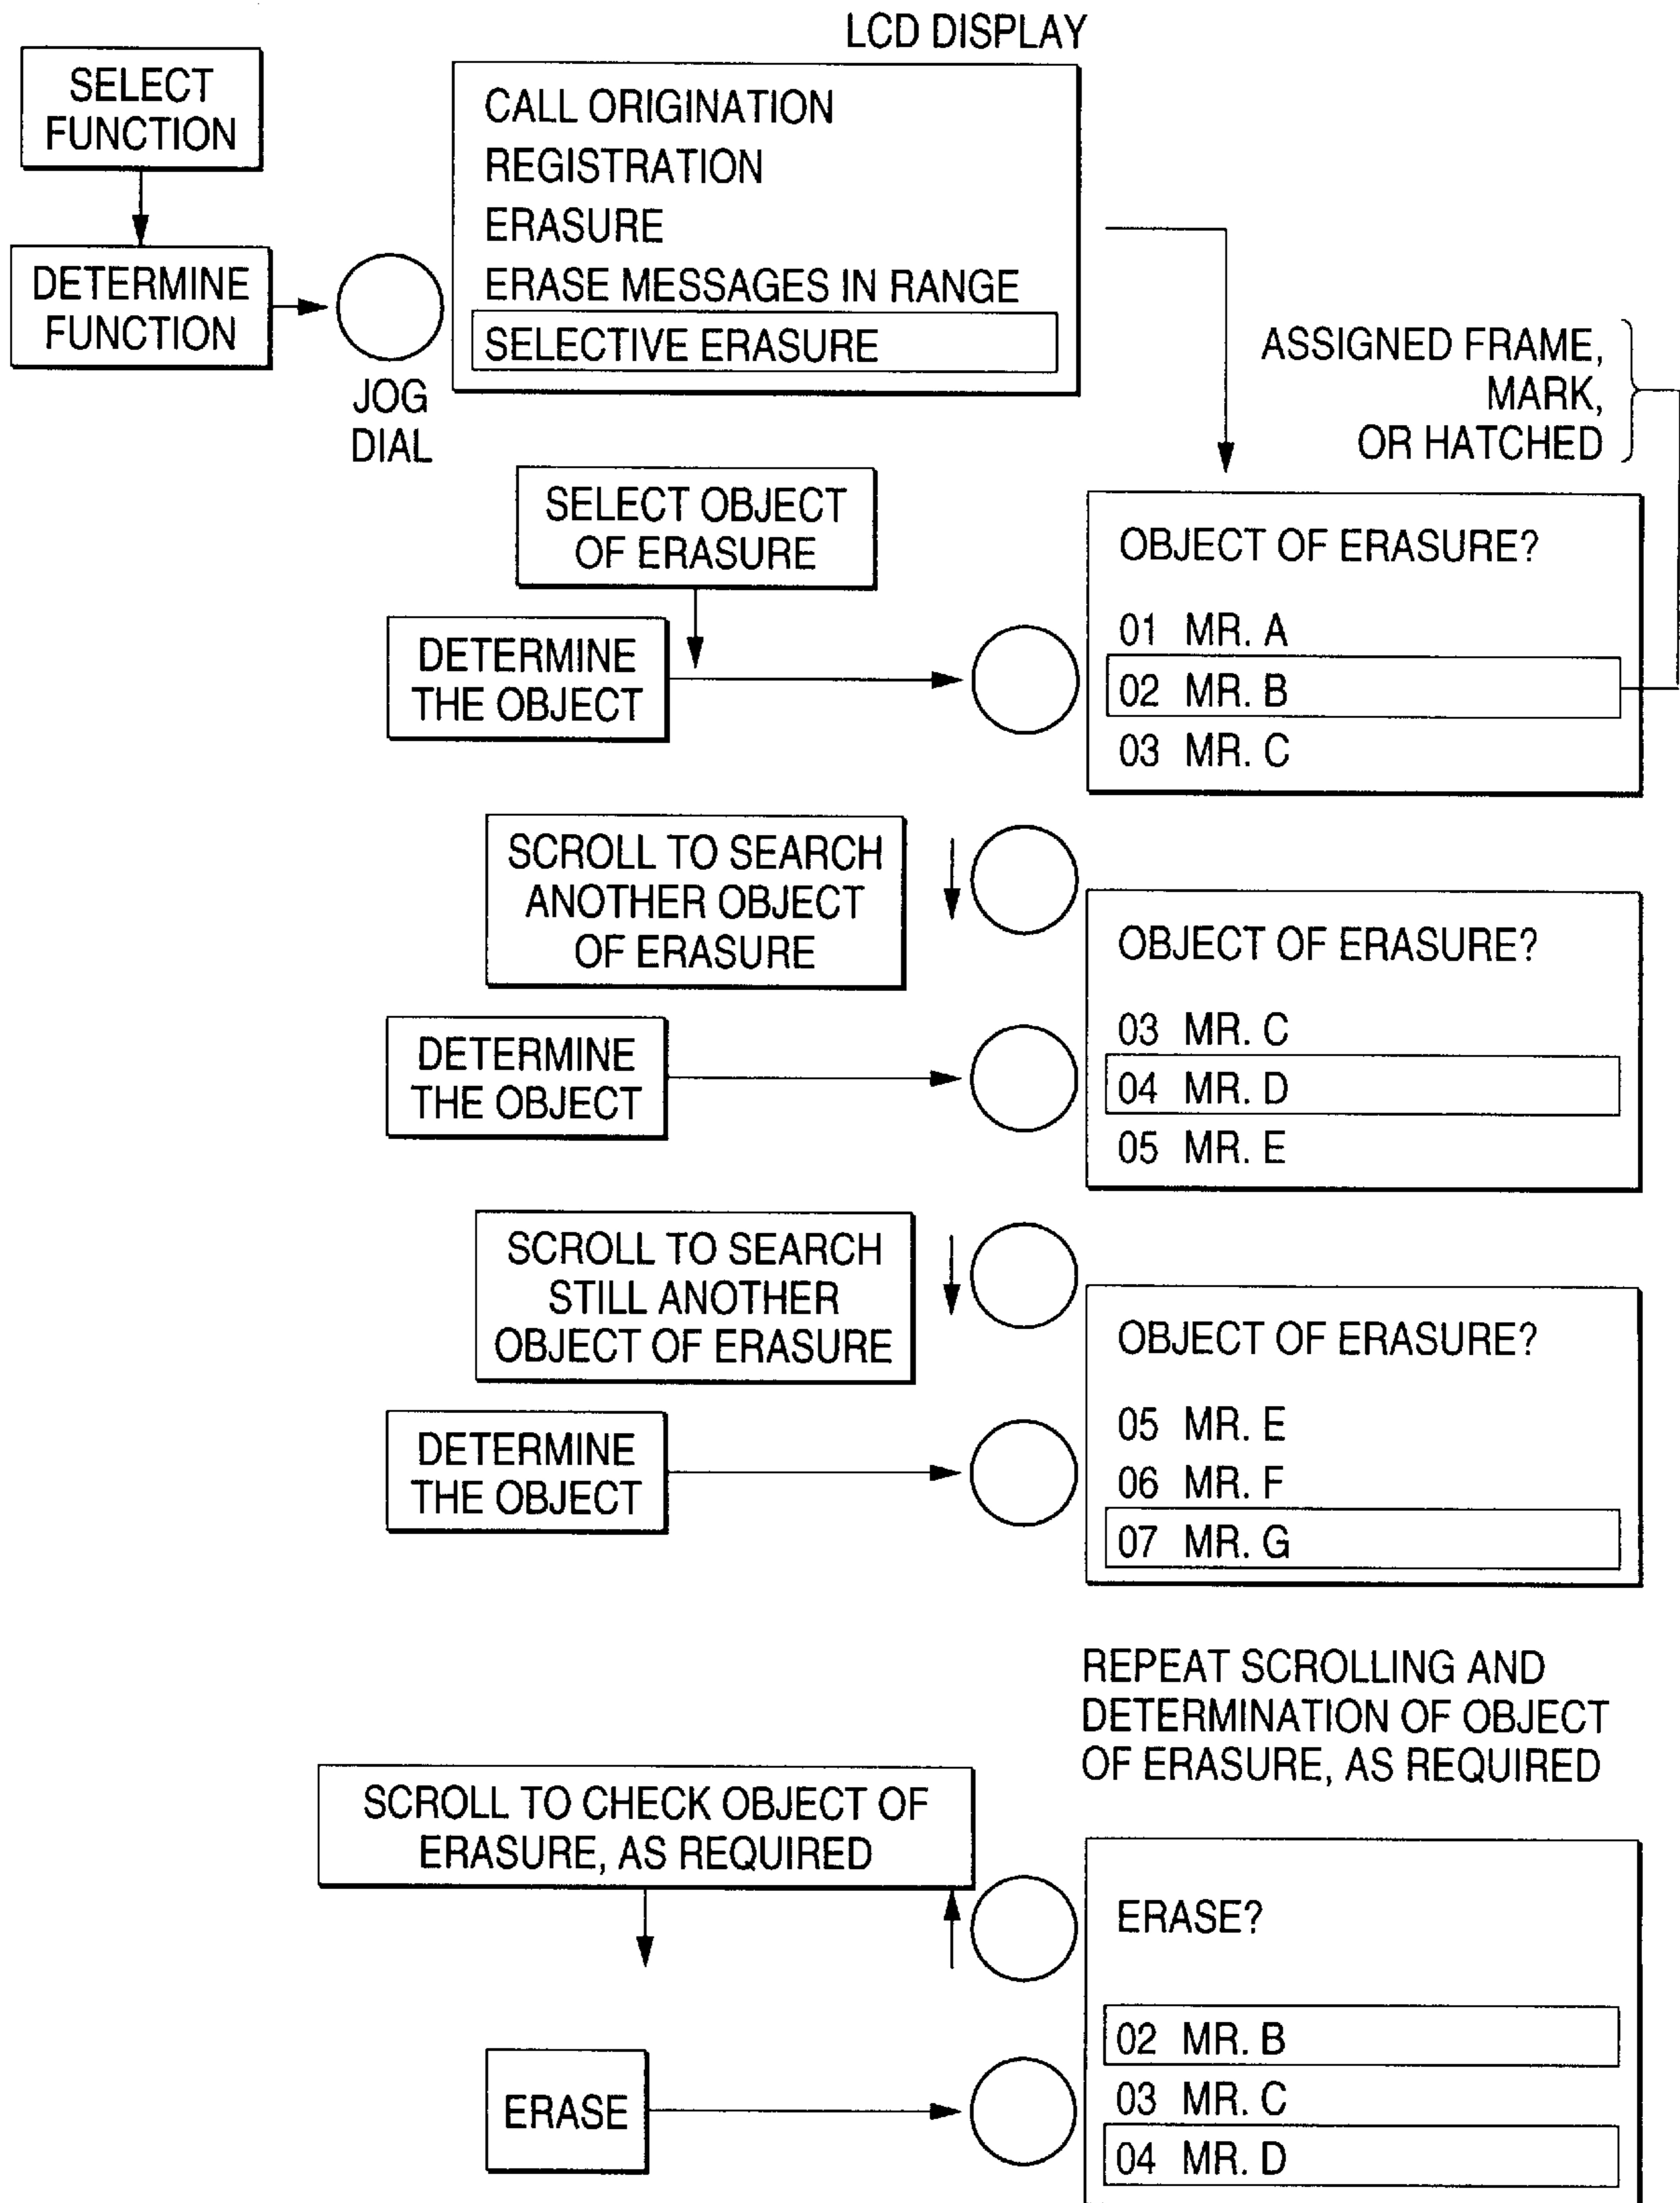 LCD DISPLAY
SELECT
FUNCTION
DETERMINE
FUNCTION
JOG
DIAL
CALL ORIGINATION
REGISTRATION
ERASURE
ERASE MESSAGES IN RANGE
SELECTIVE ERASURE
ASSIGNED FRAME,
MARK,
OR HATCHED
SELECT OBJECT
OF ERASURE
DETERMINE
THE OBJECT
OBJECT OF ERASURE?
01 MR. A
02 MR. B
03 MR. C
SCROLL TO SEARCH
ANOTHER OBJECT
OF ERASURE
DETERMINE
THE OBJECT
OBJECT OF ERASURE?
03 MR. C
04 MR. D
05 MR. E
SCROLL TO SEARCH
STILL ANOTHER
OBJECT OF ERASURE
DETERMINE
THE OBJECT
OBJECT OF ERASURE?
05 MR. E
06 MR. F
07 MR. G
REPEAT SCROLLING AND
DETERMINATION OF OBJECT
OF ERASURE, AS REQUIRED
SCROLL TO CHECK OBJECT OF
ERASURE, AS REQUIRED
ERASE
ERASE?
02 MR. B
03 MR. C
04 MR. D